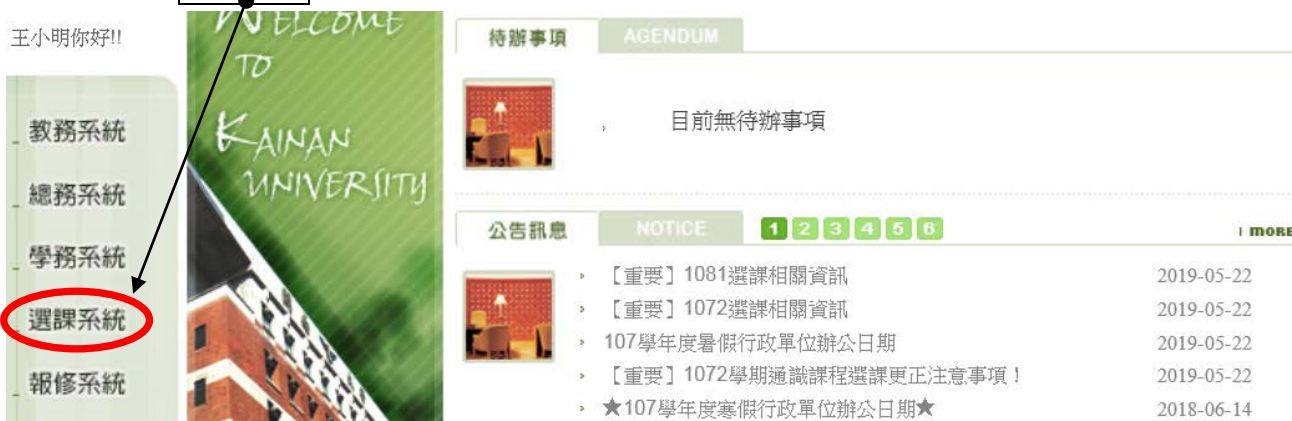 王小明你好!!
教務系統
總務系統
學務系統
選課系統
報修系統
WELCOME
TO
KAINAN
UNIVERSITY
待辦事項 AGENDUM
目前無待辦事項
公告訊息 NOTICE 1 2 3 4 5 6 MORE
【重要】1081選課相關資訊 2019-05-22
【重要】1072選課相關資訊 2019-05-22
107學年度暑假行政單位辦公日期 2019-05-22
【重要】1072學期通識課程選課更正注意事項！ 2019-05-22
★107學年度寒假行政單位辦公日期★ 2018-06-14